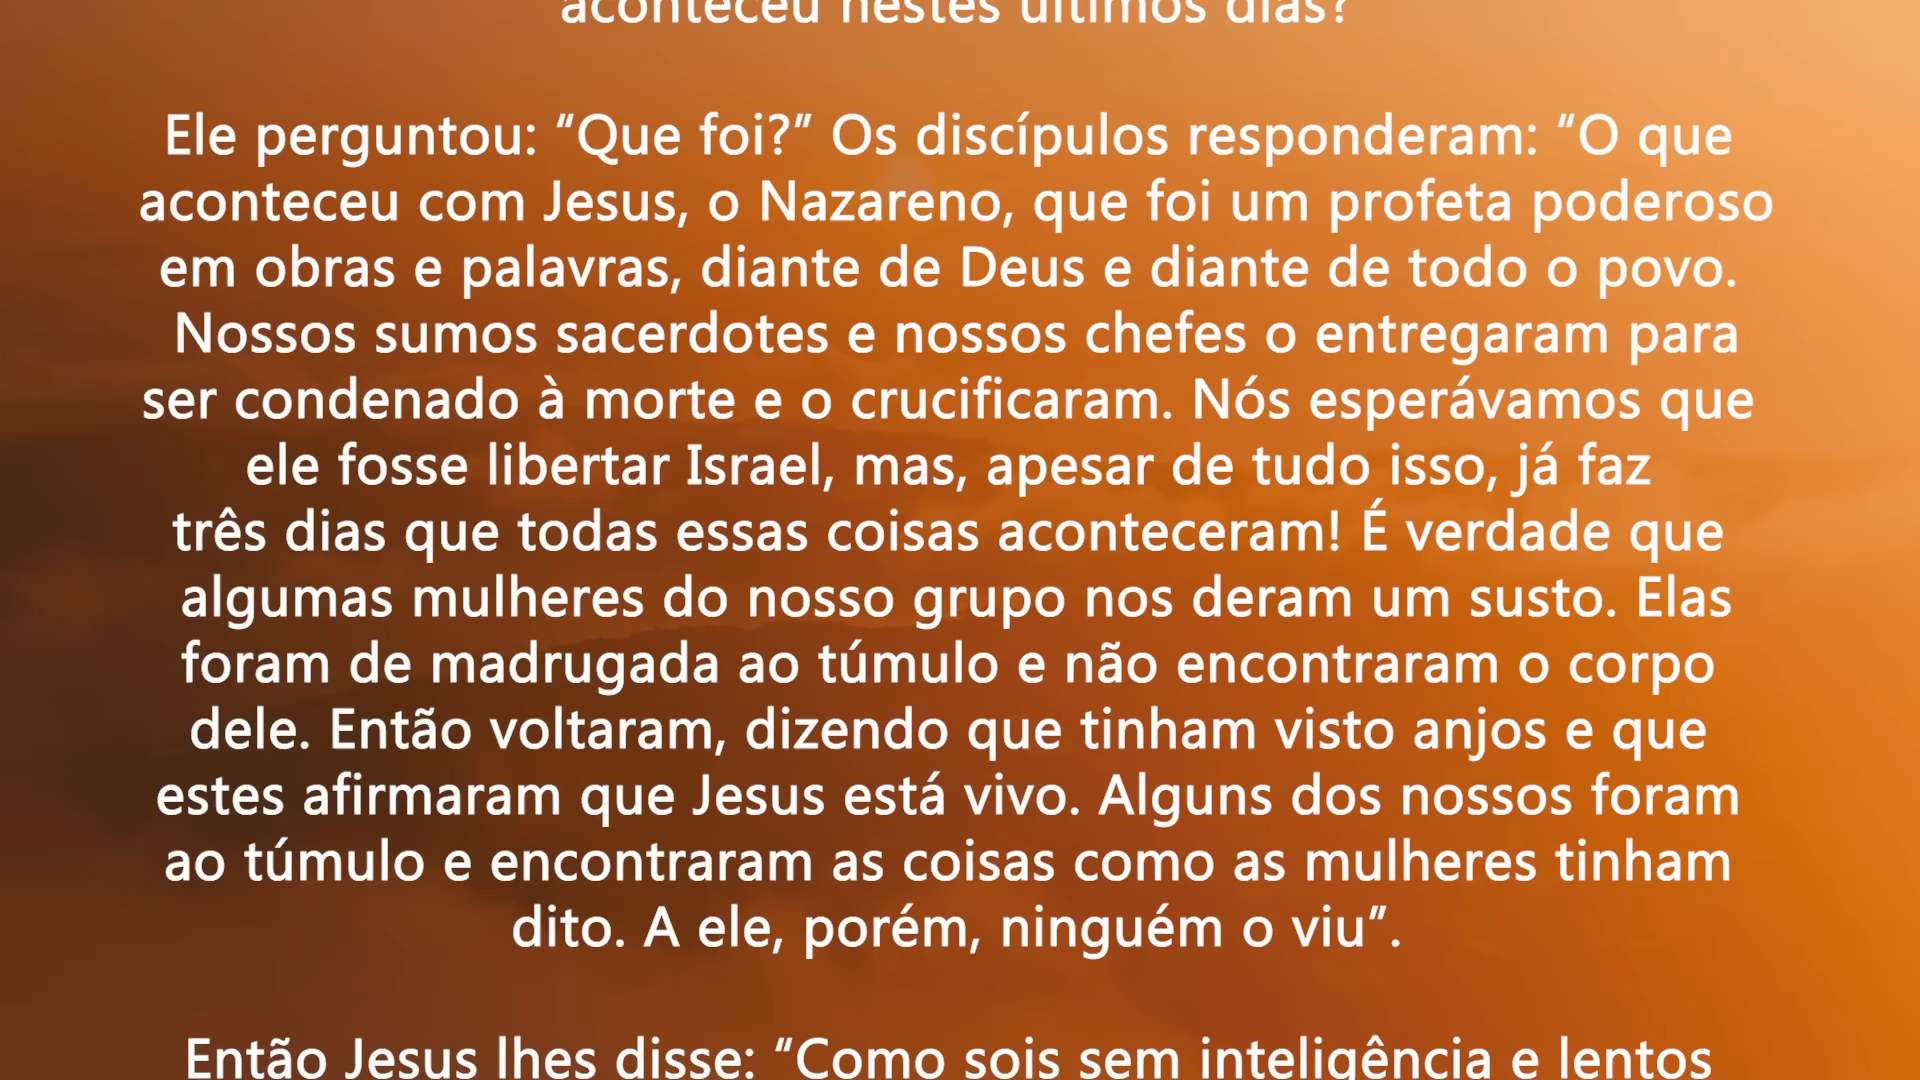 aconteceu nestes últimos dias?”
Ele perguntou: “Que foi?” Os discípulos responderam: “O que
aconteceu com Jesus, o Nazareno, que foi um profeta poderoso
em obras e palavras, diante de Deus e diante de todo o povo.
Nossos sumos sacerdotes e nossos chefes o entregaram para
ser condenado à morte e o crucificaram. Nós esperávamos que
ele fosse libertar Israel, mas, apesar de tudo isso, já faz
três dias que todas essas coisas aconteceram! É verdade que
algumas mulheres do nosso grupo nos deram um susto. Elas
foram de madrugada ao túmulo e não encontraram o corpo
dele. Então voltaram, dizendo que tinham visto anjos e que
estes afirmaram que Jesus está vivo. Alguns dos nossos foram
ao túmulo e encontraram as coisas como as mulheres tinham
dito. A ele, porém, ninguém o viu”.
Então Jesus lhes disse: “Como sois sem inteligência e lentos